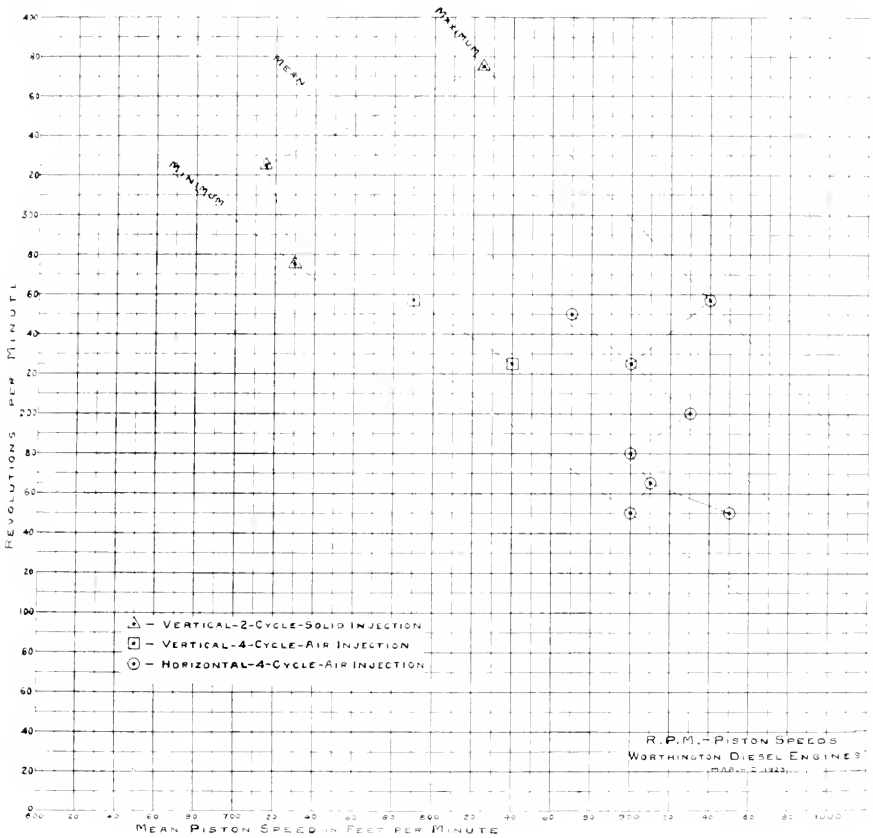 MAXIMUM
MEAN
MINIMUM
400
80
60
40
20
300
80
60
40
20
200
80
60
40
20
100
80
60
40
20
0
REVOLUTIONS PER MINUTE
△ - VERTICAL-2-CYCLE-SOLID INJECTION
□ - VERTICAL-4-CYCLE-AIR INJECTION
○ - HORIZONTAL-4-CYCLE-AIR INJECTION
R.P.M.-PISTON SPEEDS
WORTHINGTON DIESEL ENGINES
1923
600 20 40 60 80 700 20 40 60 80 800 20 40 60 80 900 20 40 60 80 1000
MEAN PISTON SPEED IN FEET PER MINUTE